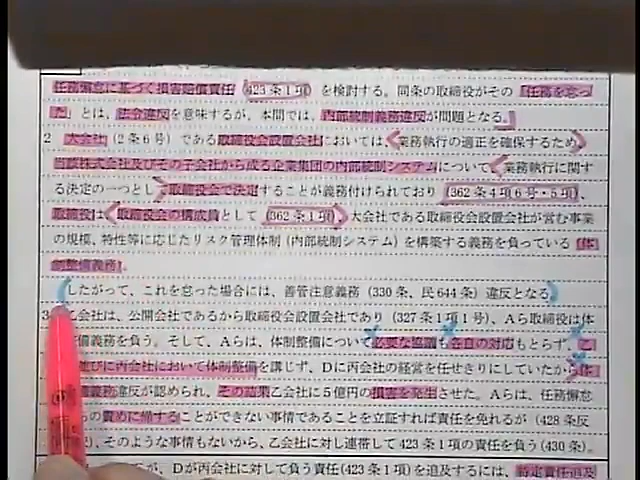 任務懈怠に基づく損害賠償責任 (423条1項) を検討する。同条の取締役がその「任務を怠っ
た」とは、法令違反を意味するが、本問では、内部統制義務違反が問題となる。
2 大会社 (2条6号) である取締役会設置会社においては、業務執行の適正を確保するため、
当該株式会社及びその子会社から成る企業集団の内部統制システムについて、業務執行に関す
る決定の一つとして、取締役会で決定することが義務付けられており (362条4項6号・5項)、
取締役は、取締役会の構成員として (362条1項)、大会社である取締役会設置会社が営む事業
の規模、特性等に応じたリスク管理体制 (内部統制システム) を構築する義務を負っている「体
制整備義務」。
したがって、これを怠った場合には、善管注意義務 (330条、民644条) 違反となる。
3 乙会社は、公開会社であるから取締役会設置会社であり (327条1項1号)、Aら取締役は体
備義務を負う。そして、Aらは、体制整備について必要な協議も会自の対応もとらず、乙
並びに丙会社において体制整備を講じず、Dに丙会社の経営を任せきりにしていたから体
義務違反が認められ、その結果乙会社に5億円の損害を発生させた。Aらは、任務懈怠
の責めに帰することができない事情であることを立証すれば責任を免れるが (428条反
)、そのような事情もないから、乙会社に対し連帯して423条1項の責任を負う (430条)。
が、Dが丙会社に対して負う責任 (423条1項) を追及するには、特定責任追及